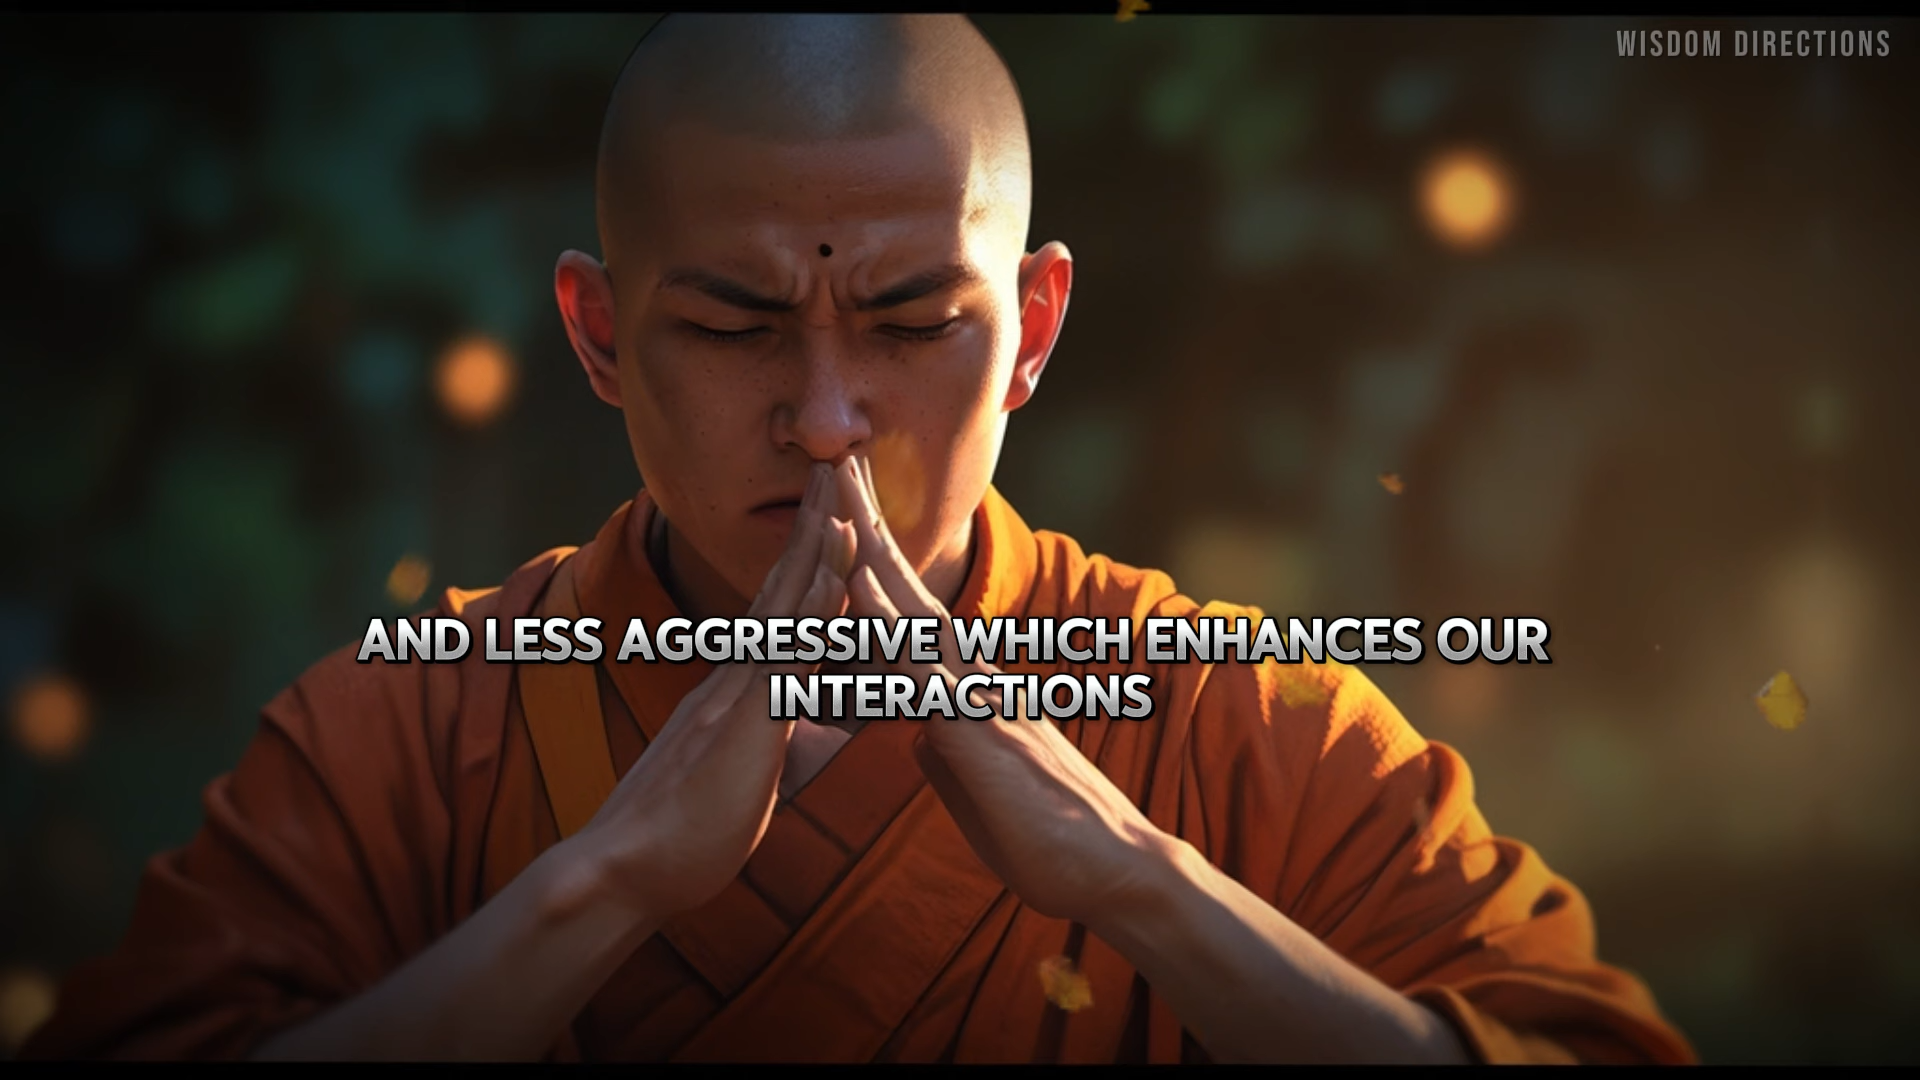 WISDOM DIRECTIONS
AND LESS AGGRESSIVE WHICH ENHANCES OUR
INTERACTIONS